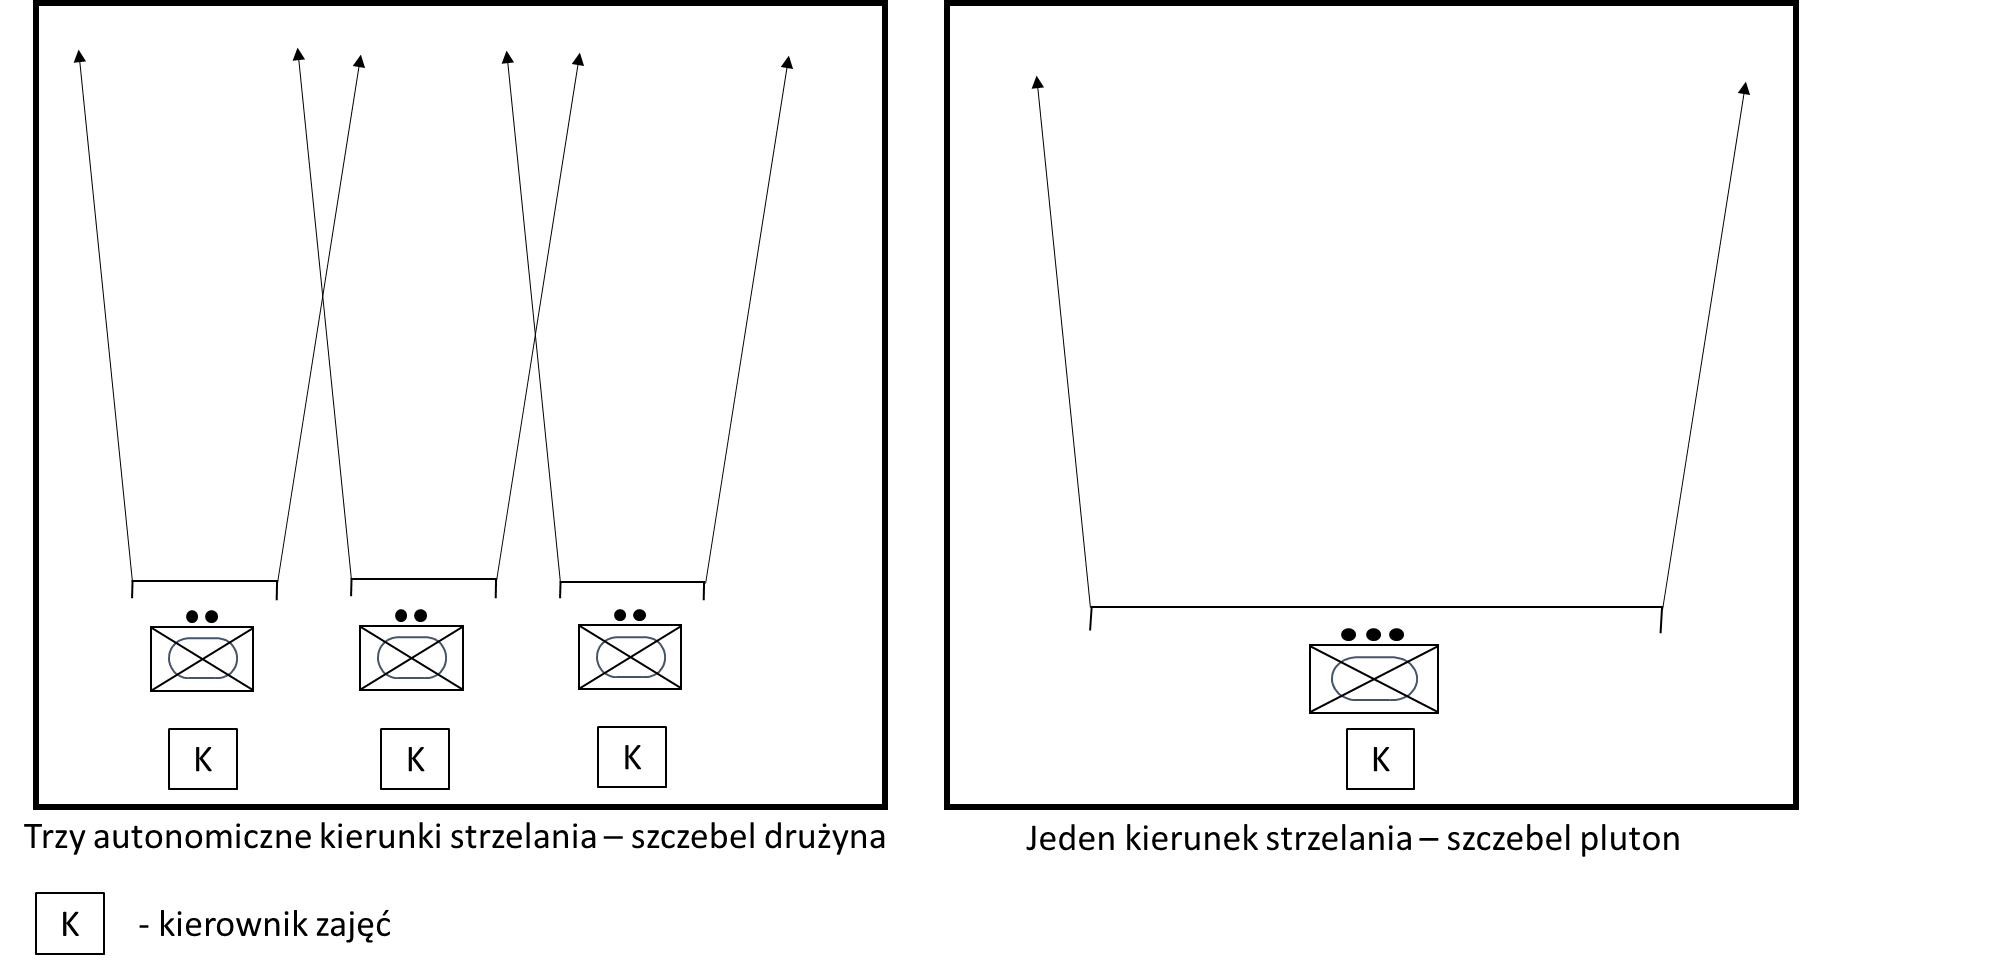 K
K
K
K
Trzy autonomiczne kierunki strzelania – szczebel drużyna
Jeden kierunek strzelania – szczebel pluton
K - kierownik zajęć